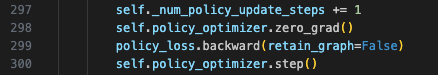 297 self._num_policy_update_steps += 1
298 self.policy_optimizer.zero_grad()
299 policy_loss.backward(retain_graph=False)
300 self.policy_optimizer.step()